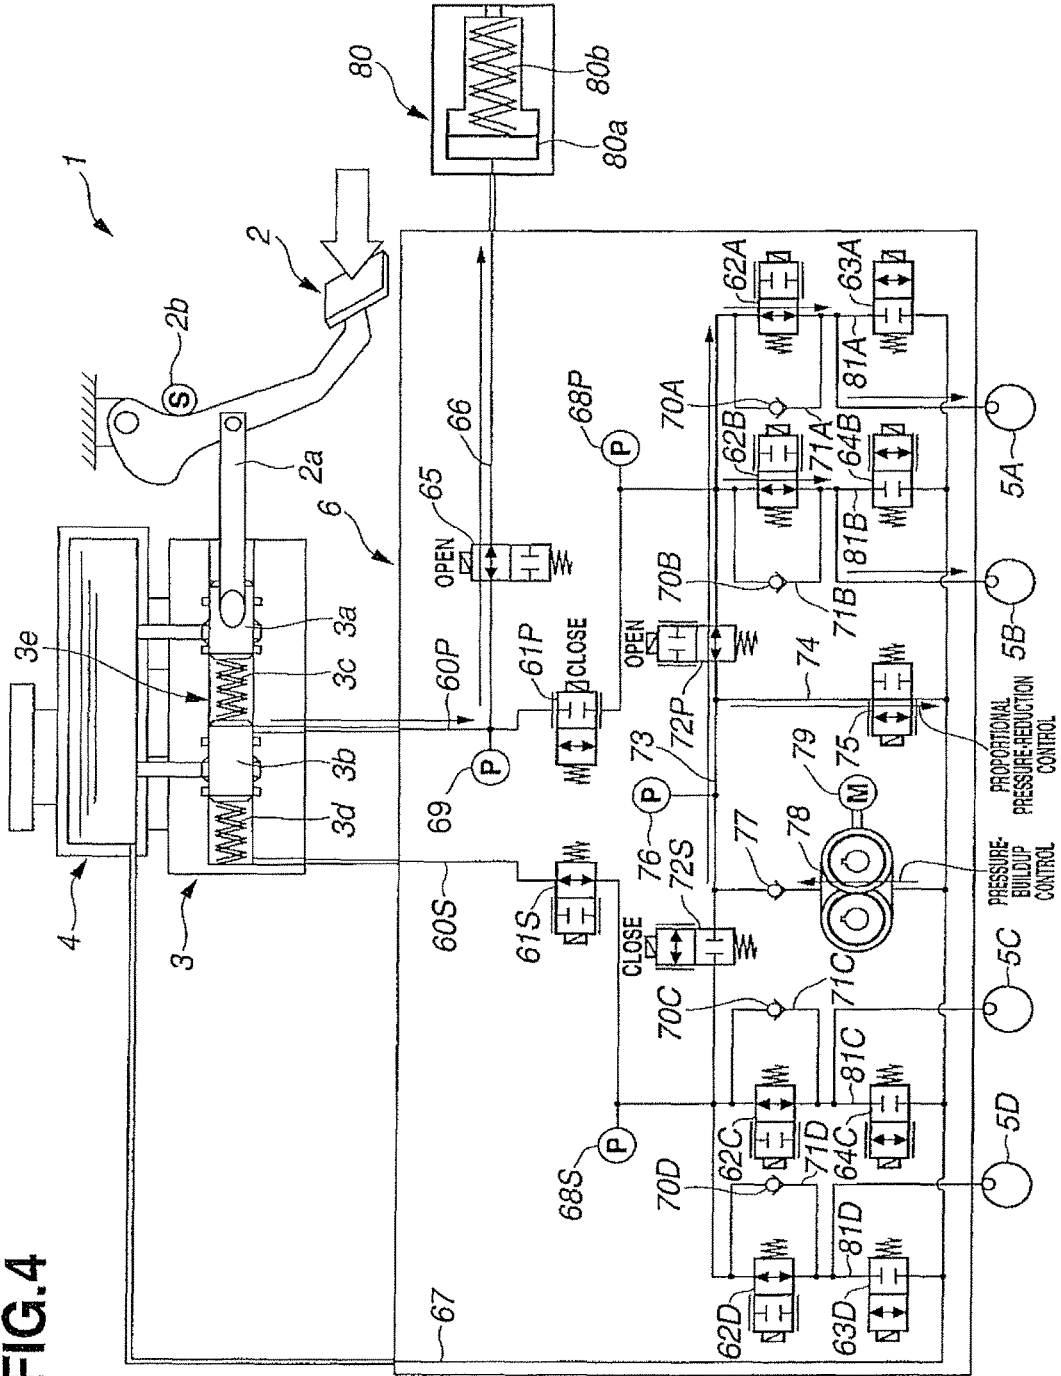 FIG.4
1
80
80b
80a
2
2b
S
2a
4
3
3e
3a
3c
3b
3d
6
66
65
OPEN
60P
61P
CLOSE
68P
P
69
P
60S
61S
68S
P
67
76
P
73
72P
OPEN
72S
CLOSE
74
75
77
78
79
M
70A
71A
62A
63A
81A
70B
71B
62B
64B
81B
70C
71C
62C
64C
81C
70D
71D
62D
63D
81D
5A
5B
5C
5D
PROPORTIONAL
PRESSURE-REDUCTION
CONTROL
PRESSURE-
BUILDUP
CONTROL